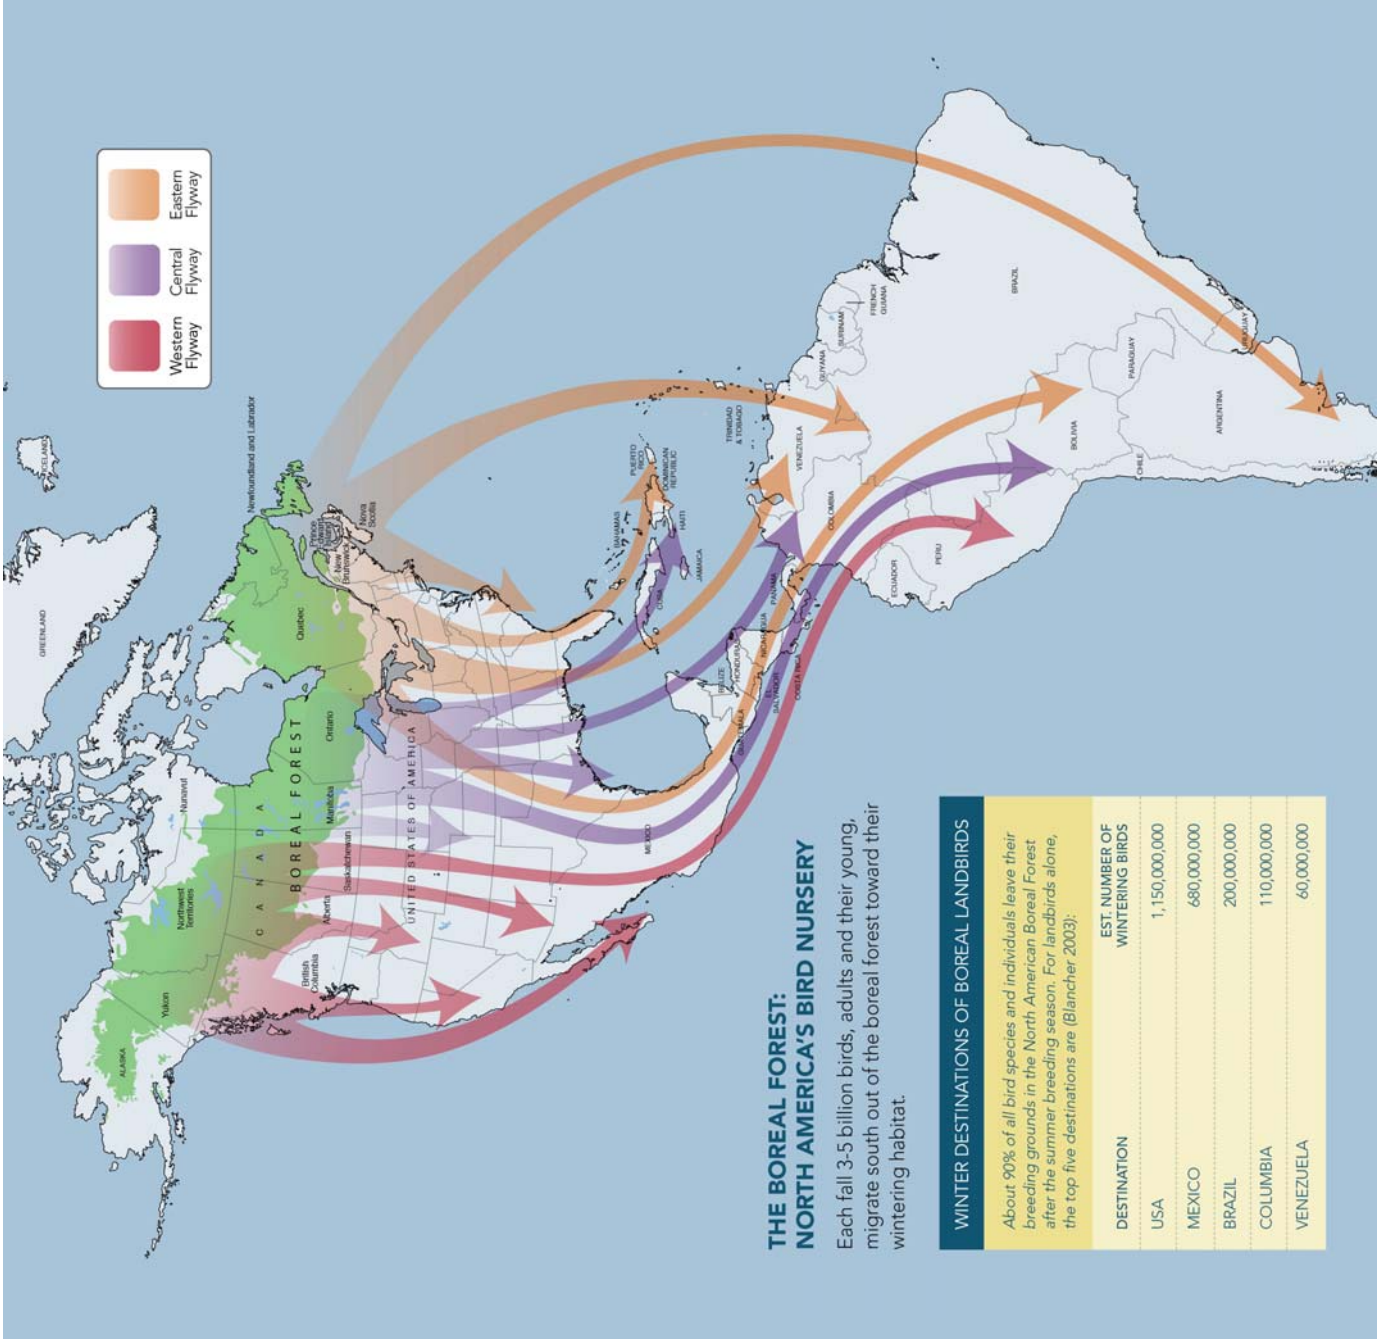 Western
Flyway
Central
Flyway
Eastern
Flyway
GREENLAND
ICELAND
ALASKA
Yukon
Northwest
Territories
Nunavut
British
Columbia
Alberta
Saskatchewan
Manitoba
Ontario
Quebec
Newfoundland and Labrador
Prince
Edward
Island
New
Brunswick
Nova
Scotia
C A N A D A
B O R E A L F O R E S T
UNITED STATES OF AMERICA
MEXICO
BAHAMAS
CUBA
JAMAICA
HAITI
DOMINICAN
REPUBLIC
PUERTO
RICO
TRINIDAD
& TOBAGO
BELIZE
GUATEMALA
HONDURAS
EL
SALVADOR
NICARAGUA
COSTA RICA
PANAMA
VENEZUELA
COLOMBIA
GUYANA
SURINAM
FRENCH
GUIANA
ECUADOR
PERU
BRAZIL
BOLIVIA
PARAGUAY
CHILE
ARGENTINA
URUGUAY
THE BOREAL FOREST:
NORTH AMERICA'S BIRD NURSERY
Each fall 3-5 billion birds, adults and their young,
migrate south out of the boreal forest toward their
wintering habitat.
WINTER DESTINATIONS OF BOREAL LANDBIRDS
About 90% of all bird species and individuals leave their
breeding grounds in the North American Boreal Forest
after the summer breeding season. For landbirds alone,
the top five destinations are (Blancher 2003):
DESTINATION EST. NUMBER OF
WINTERING BIRDS
USA 1,150,000,000
MEXICO 680,000,000
BRAZIL 200,000,000
COLUMBIA 110,000,000
VENEZUELA 60,000,000